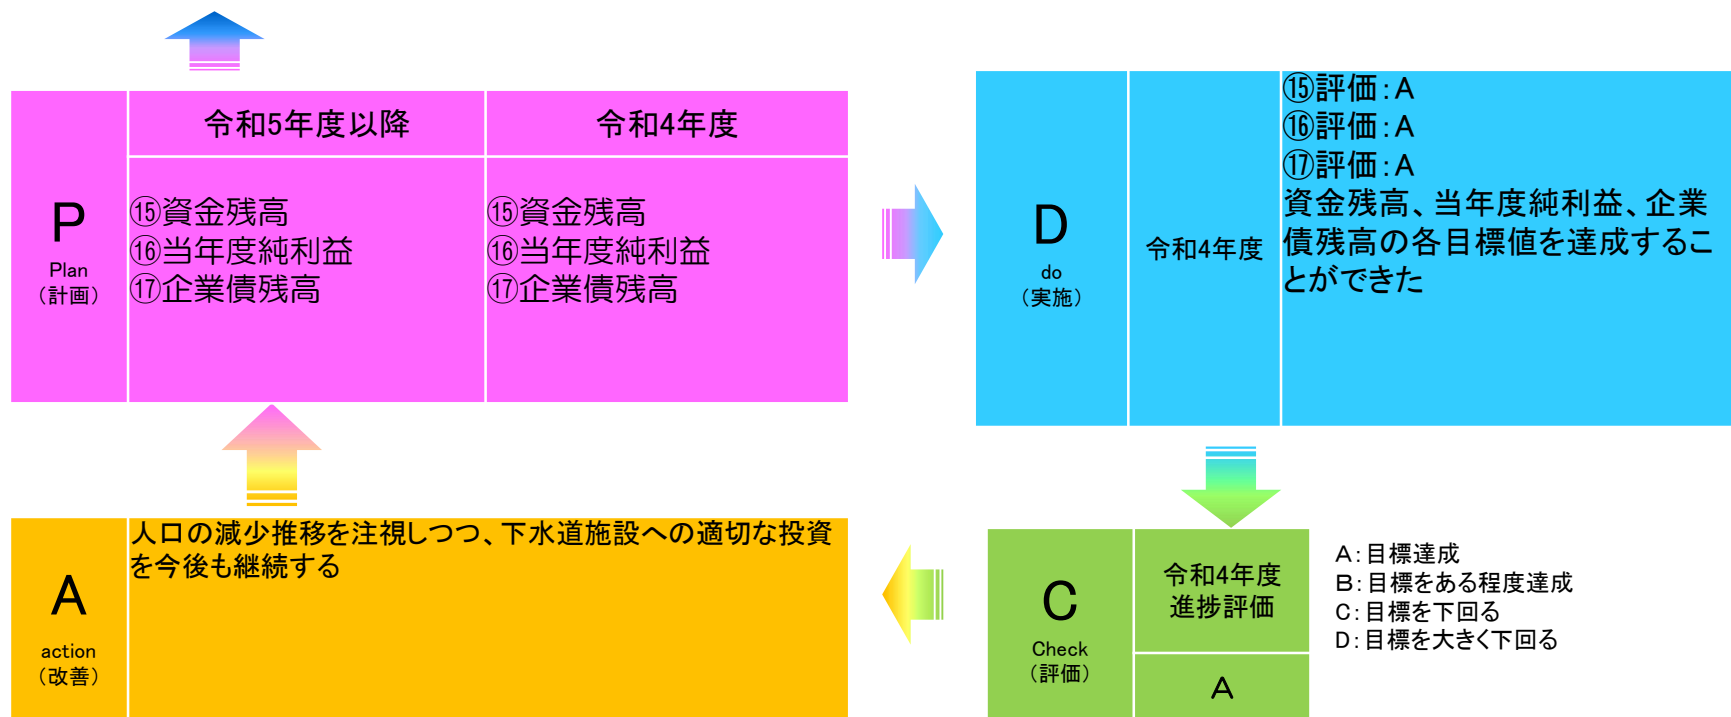 P
Plan
（計画）
令和5年度以降
令和4年度
⑮資金残高
⑯当年度純利益
⑰企業債残高
⑮資金残高
⑯当年度純利益
⑰企業債残高
D
do
（実施）
令和4年度
⑮評価：A
⑯評価：A
⑰評価：A
資金残高、当年度純利益、企業
債残高の各目標値を達成するこ
とができた
A
action
（改善）
人口の減少推移を注視しつつ、下水道施設への適切な投資
を今後も継続する
C
Check
（評価）
令和4年度
進捗評価
A
A：目標達成
B：目標をある程度達成
C：目標を下回る
D：目標を大きく下回る